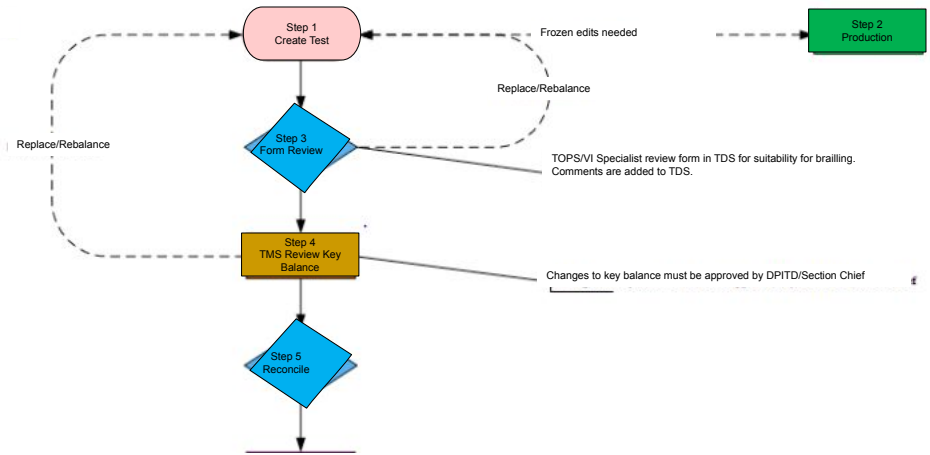 Step 1
Create Test
Frozen edits needed
Step 2
Production
Replace/Rebalance
Step 3
Form Review
Replace/Rebalance
TOPS/VI Specialist review form in TDS for suitability for brailling.
Comments are added to TDS.
Step 4
TMS Review Key
Balance
Changes to key balance must be approved by DPITD/Section Chief
Step 5
Reconcile